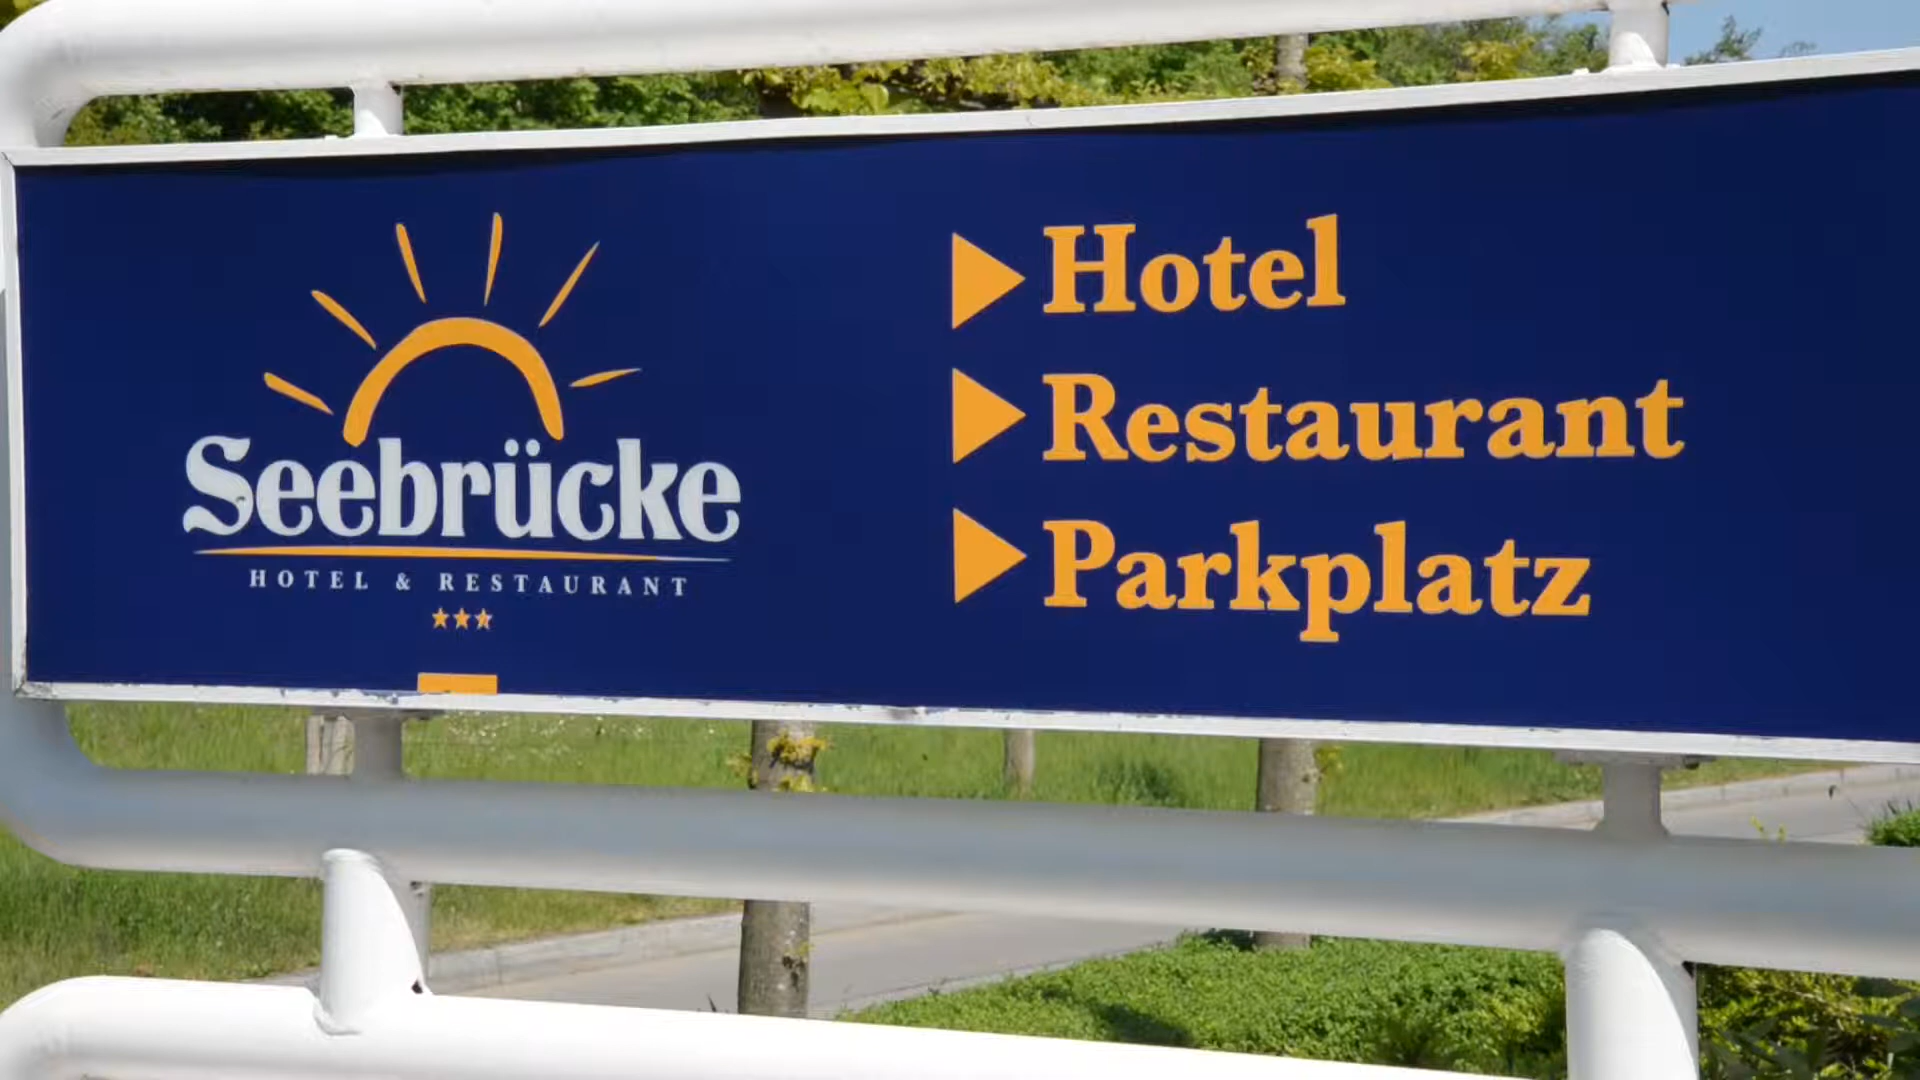 Seebrücke
HOTEL & RESTAURANT
Hotel
Restaurant
Parkplatz